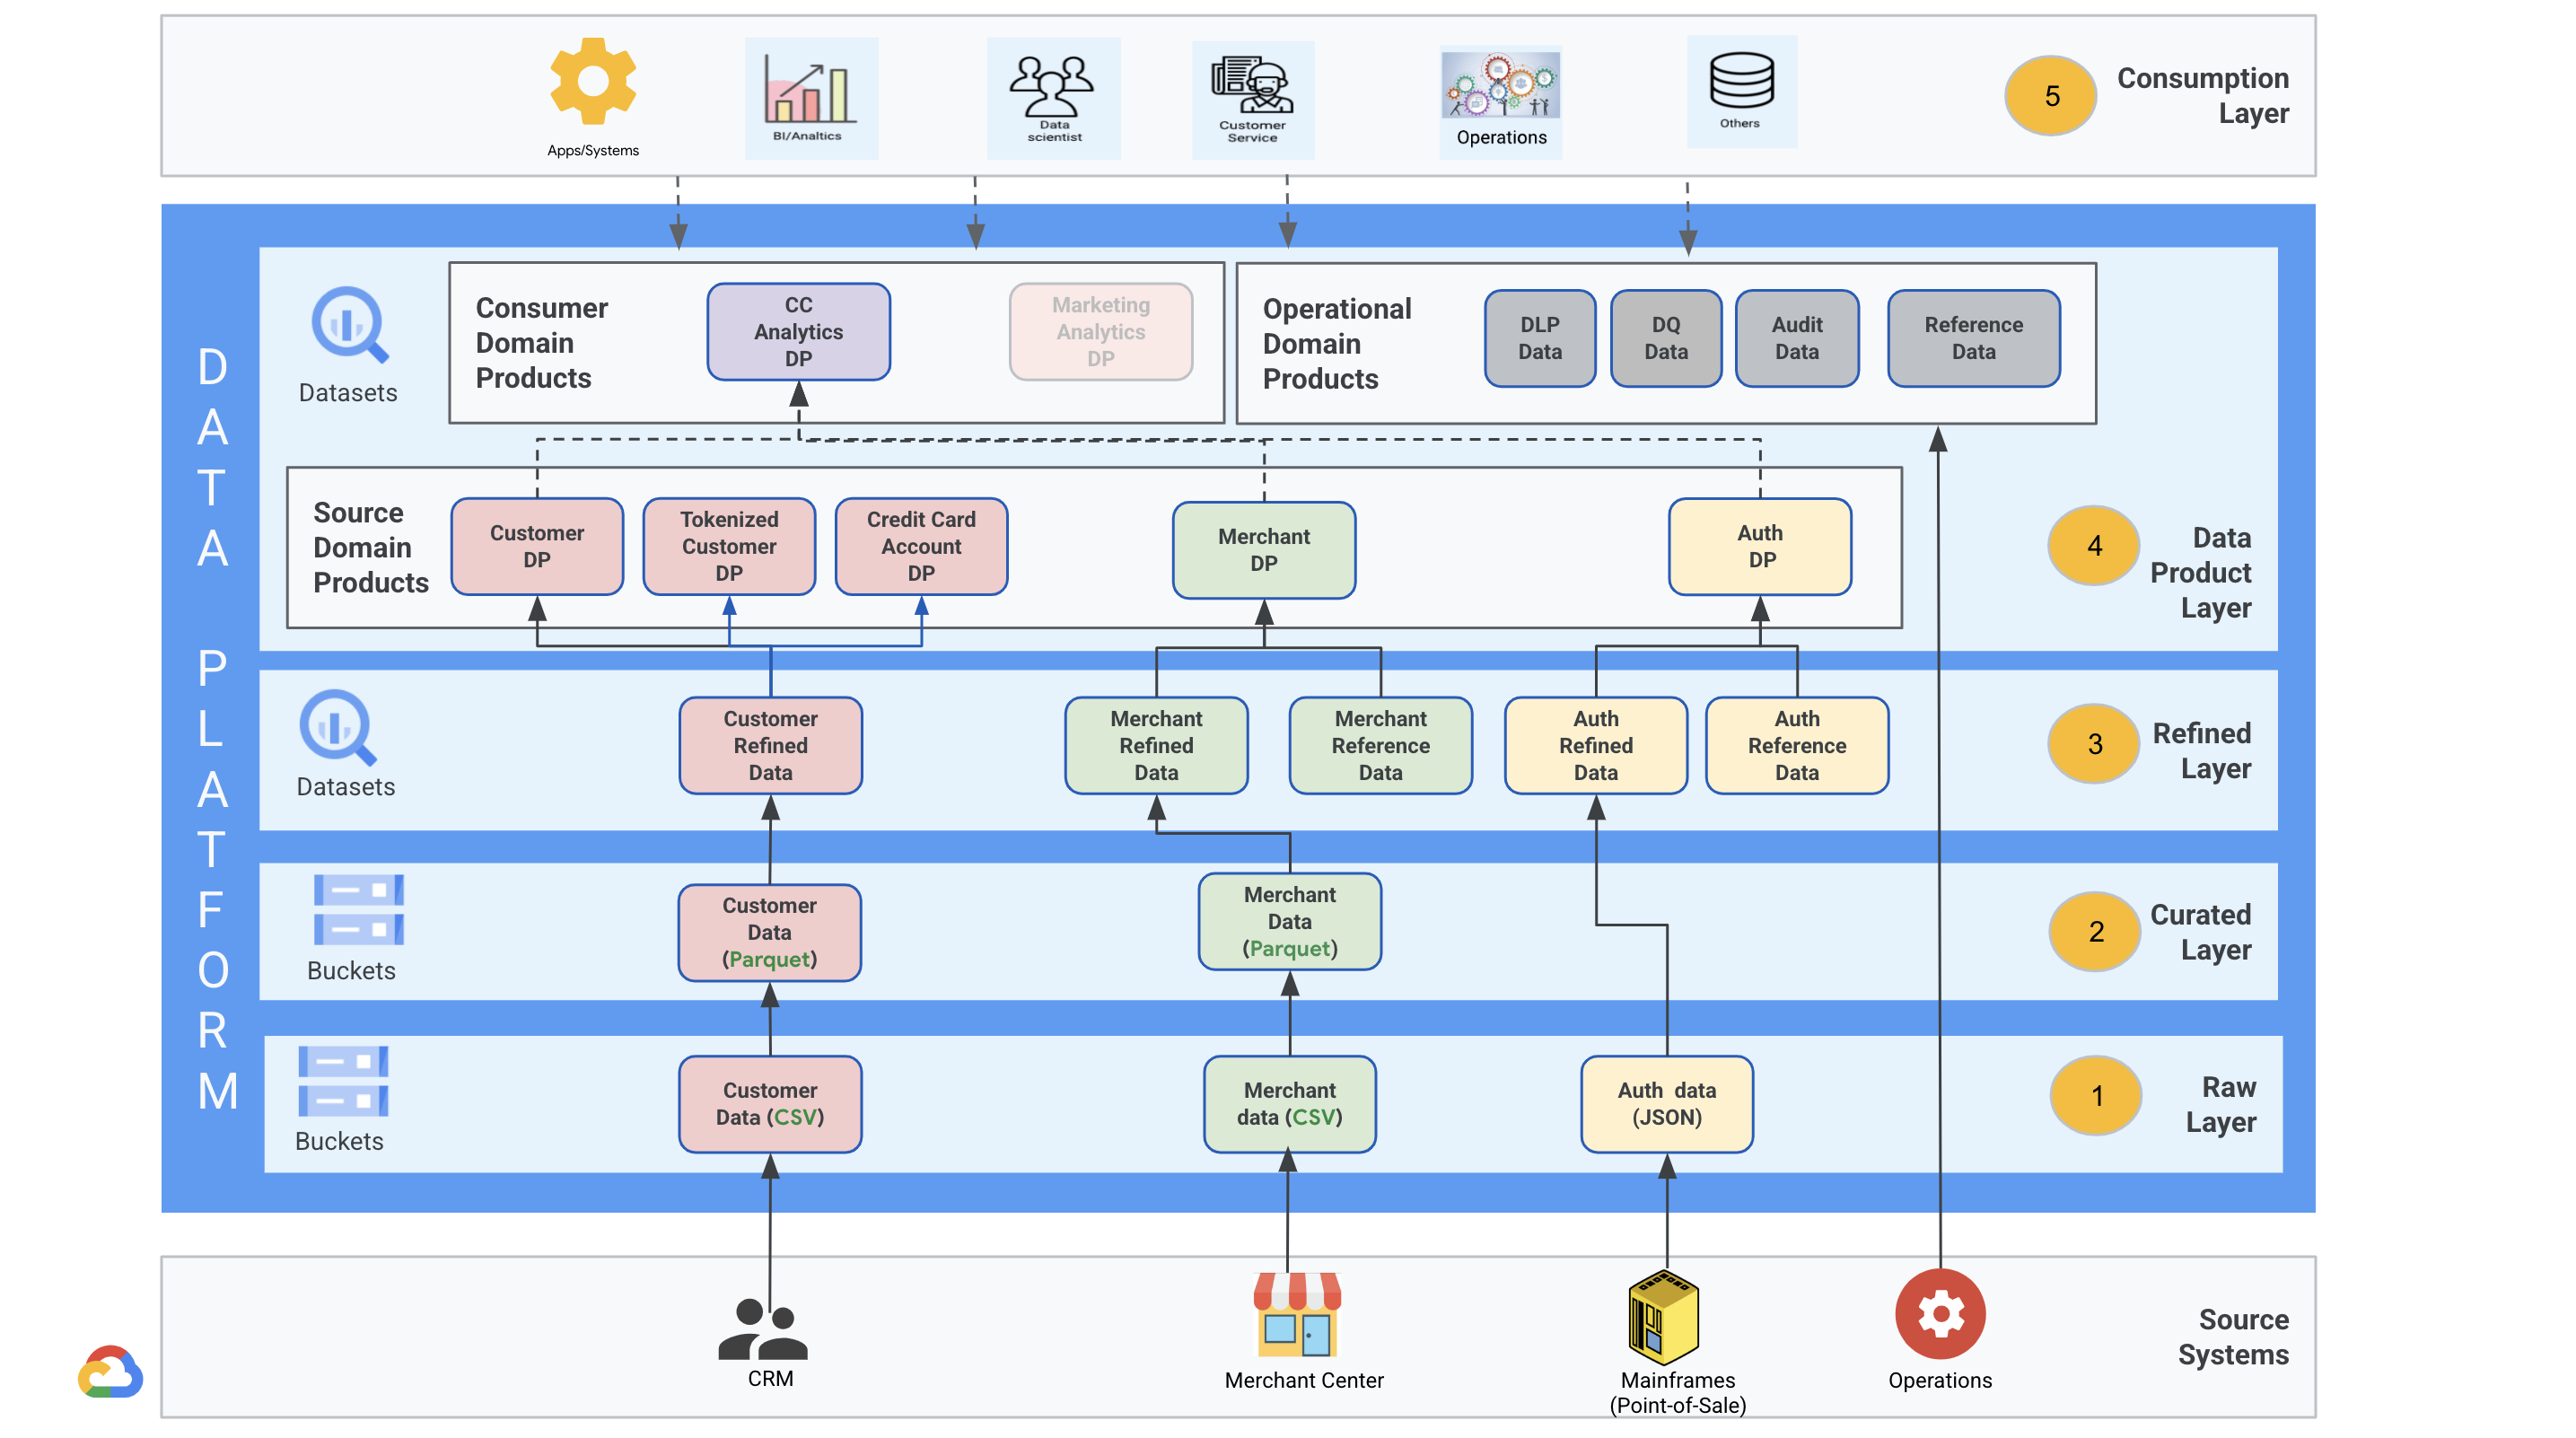 Apps/Systems
BI/Analtics
Data
scientist
Customer
Service
Operations
Others
5
Consumption
Layer
DATA PLATFORM
Datasets
Consumer
Domain
Products
CC
Analytics
DP
Marketing
Analytics
DP
Operational
Domain
Products
DLP
Data
DQ
Data
Audit
Data
Reference
Data
Source
Domain
Products
Customer
DP
Tokenized
Customer
DP
Credit Card
Account
DP
Merchant
DP
Auth
DP
4
Data
Product
Layer
Datasets
Customer
Refined
Data
Merchant
Refined
Data
Merchant
Reference
Data
Auth
Refined
Data
Auth
Reference
Data
3
Refined
Layer
Buckets
Customer
Data
(Parquet)
Merchant
Data
(Parquet)
2
Curated
Layer
Buckets
Customer
Data (CSV)
Merchant
data (CSV)
Auth data
(JSON)
1
Raw
Layer
CRM
Merchant Center
Mainframes
(Point-of-Sale)
Operations
Source
Systems